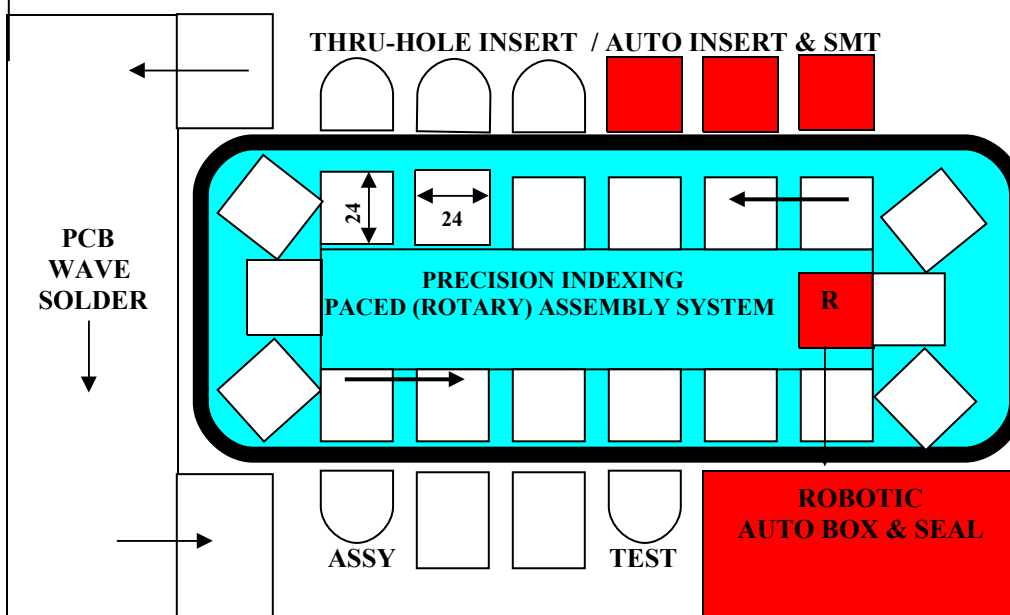 THRU-HOLE INSERT / AUTO INSERT & SMT
24
24
PCB
WAVE
SOLDER
PRECISION INDEXING
PACED (ROTARY) ASSEMBLY SYSTEM
R
ROBOTIC
AUTO BOX & SEAL
ASSY
TEST